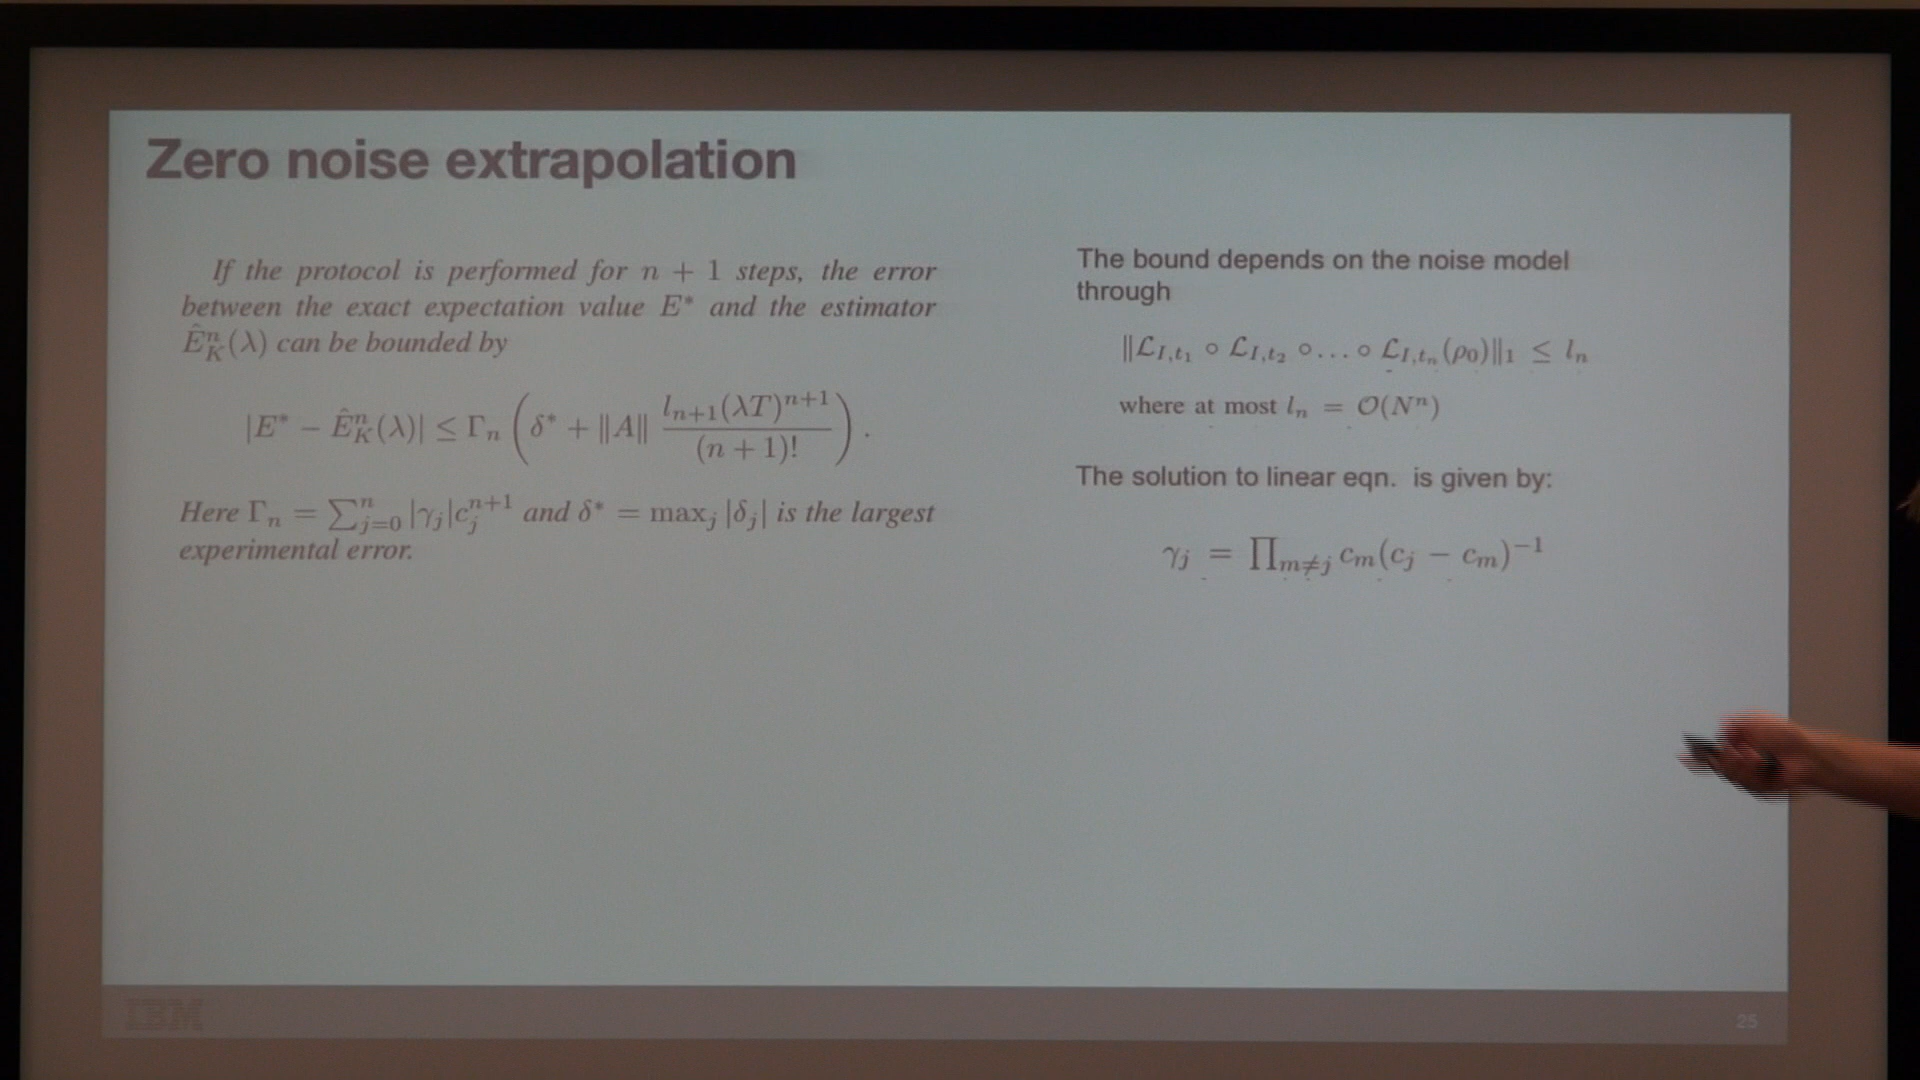 Zero noise extrapolation
If the protocol is performed for n + 1 steps, the error
between the exact expectation value E* and the estimator
Ê_K^n(λ) can be bounded by
|E* − Ê_K^n(λ)| ≤ Γ_n ( δ* + ‖A‖ l_{n+1}(λT)^{n+1} / (n + 1)! ) .
Here Γ_n = ∑_{j=0}^n |γ_j| c_j^{n+1} and δ* = max_j |δ_j| is the largest
experimental error.
The bound depends on the noise model
through
‖ℒ_{I,t_1} ∘ ℒ_{I,t_2} ∘ … ∘ ℒ_{I,t_n}(ρ_0)‖_1 ≤ l_n
where at most l_n = 𝒪(N^n)
The solution to linear eqn. is given by:
γ_j = ∏_{m≠j} c_m(c_j − c_m)^{−1}
IBM
25